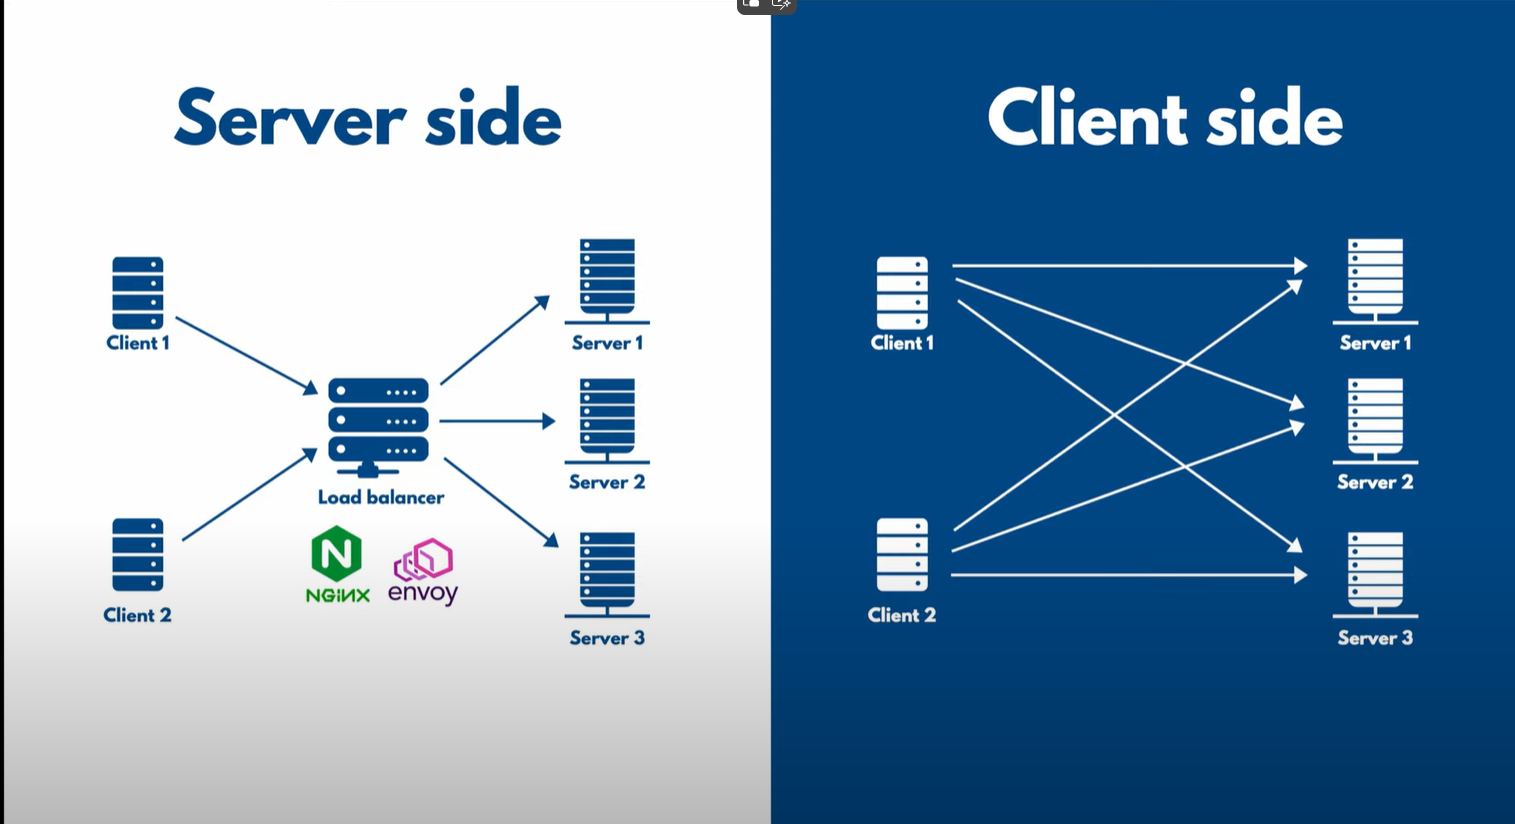 Server side
Client 1
Load balancer
NGiNX
envoy
Client 2
Server 1
Server 2
Server 3
Client side
Client 1
Client 2
Server 1
Server 2
Server 3